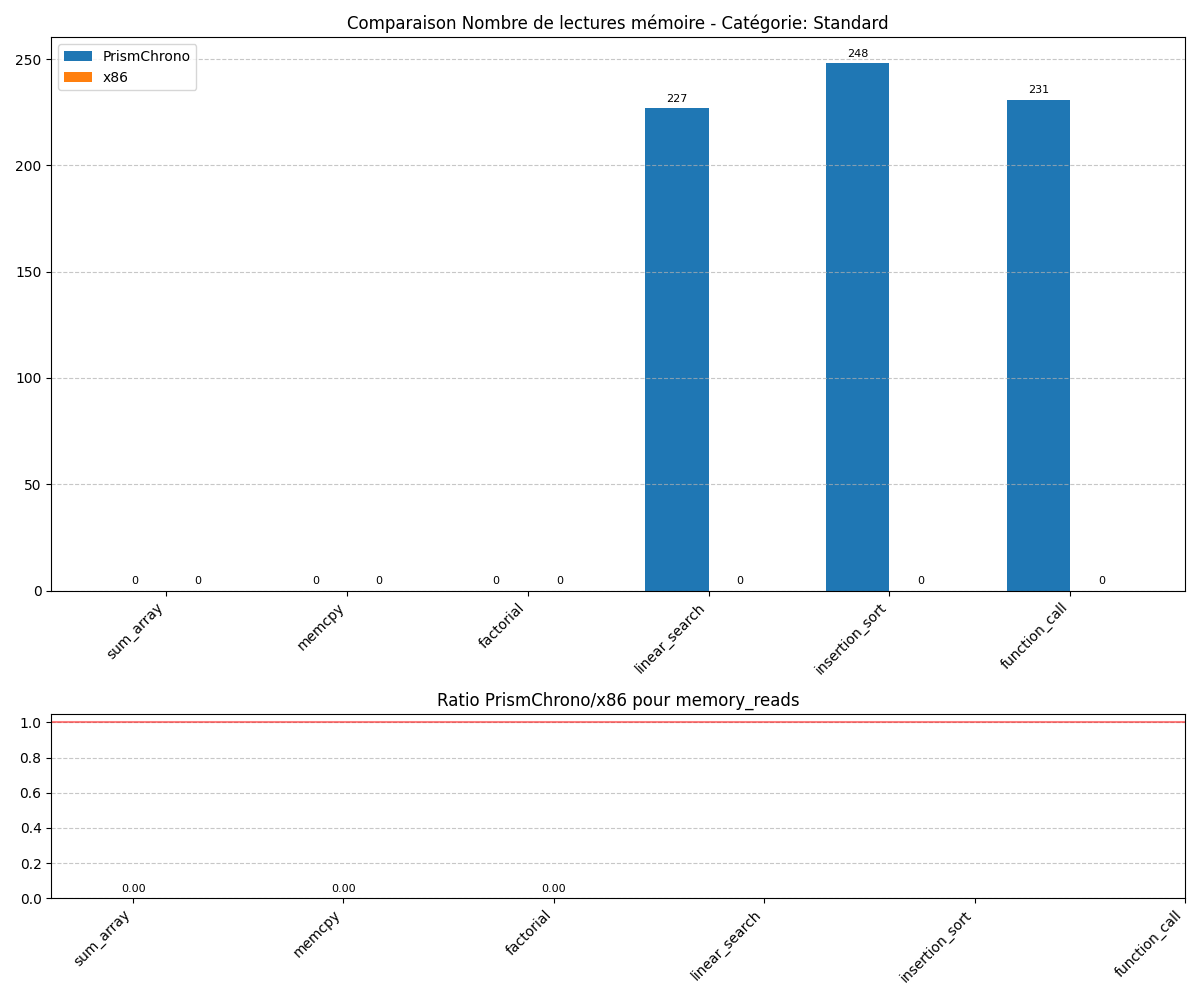 Comparaison Nombre de lectures mémoire - Catégorie: Standard
PrismChrono
x86
250
200
150
100
50
0
0 0 0 0 0 0 227 0 248 0 231 0
sum_array memcpy factorial linear_search insertion_sort function_call
Ratio PrismChrono/x86 pour memory_reads
1.0
0.8
0.6
0.4
0.2
0.0
0.00 0.00 0.00
sum_array memcpy factorial linear_search insertion_sort function_call